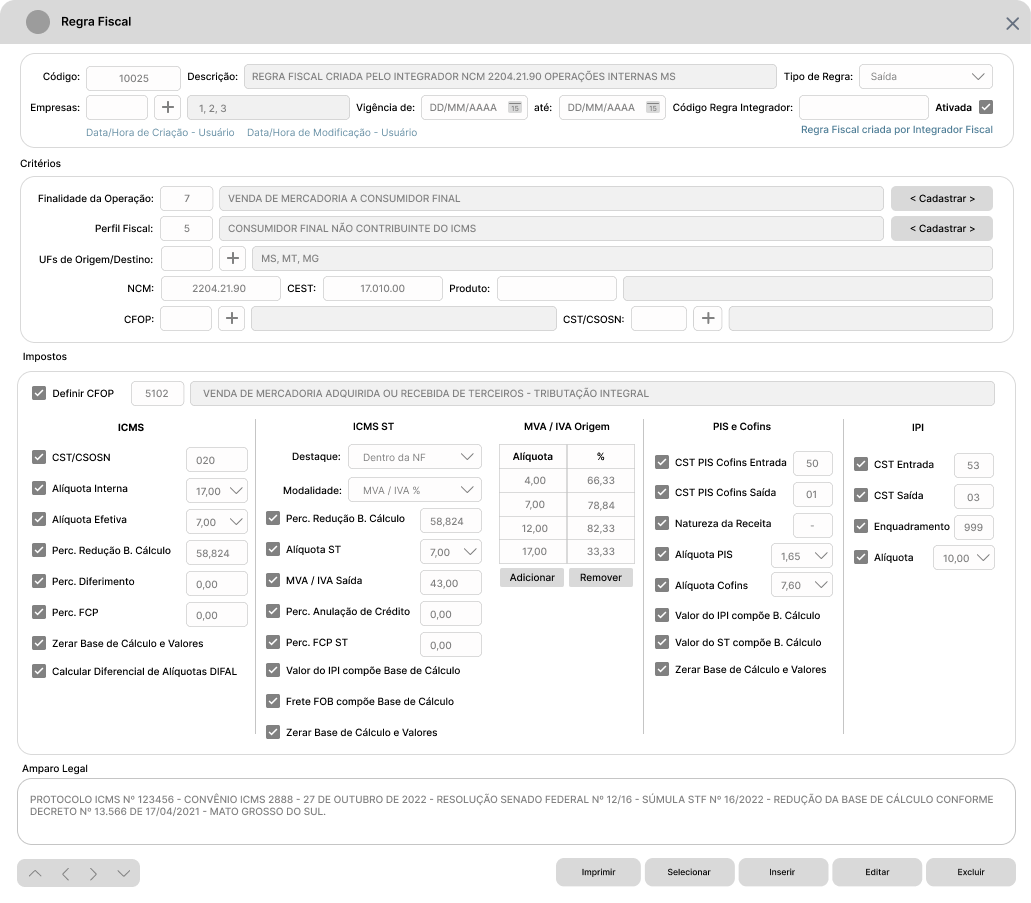 Regra Fiscal
Código: 10025 Descrição: REGRA FISCAL CRIADA PELO INTEGRADOR NCM 2204.21.90 OPERAÇÕES INTERNAS MS Tipo de Regra: Saída
Empresas: 1, 2, 3 Vigência de: DD/MM/AAAA 15 até: DD/MM/AAAA 15 Código Regra Integrador: Ativada
Data/Hora de Criação - Usuário Data/Hora de Modificação - Usuário Regra Fiscal criada por Integrador Fiscal
Critérios
Finalidade da Operação: 7 VENDA DE MERCADORIA A CONSUMIDOR FINAL < Cadastrar >
Perfil Fiscal: 5 CONSUMIDOR FINAL NÃO CONTRIBUINTE DO ICMS < Cadastrar >
UFs de Origem/Destino: MS, MT, MG
NCM: 2204.21.90 CEST: 17.010.00 Produto:
CFOP: CST/CSOSN:
Impostos
Definir CFOP 5102 VENDA DE MERCADORIA ADQUIRIDA OU RECEBIDA DE TERCEIROS - TRIBUTAÇÃO INTEGRAL
ICMS
CST/CSOSN 020
Alíquota Interna 17,00
Alíquota Efetiva 7,00
Perc. Redução B. Cálculo 58,824
Perc. Diferimento 0,00
Perc. FCP 0,00
Zerar Base de Cálculo e Valores
Calcular Diferencial de Alíquotas DIFAL
ICMS ST
Destaque: Dentro da NF
Modalidade: MVA / IVA %
Perc. Redução B. Cálculo 58,824
Alíquota ST 7,00
MVA / IVA Saída 43,00
Perc. Anulação de Crédito 0,00
Perc. FCP ST 0,00
Valor do IPI compõe Base de Cálculo
Frete FOB compõe Base de Cálculo
Zerar Base de Cálculo e Valores
MVA / IVA Origem
Alíquota %
4,00 66,33
7,00 78,84
12,00 82,33
17,00 33,33
Adicionar Remover
PIS e Cofins
CST PIS Cofins Entrada 50
CST PIS Cofins Saída 01
Natureza da Receita -
Alíquota PIS 1,65
Alíquota Cofins 7,60
Valor do IPI compõe B. Cálculo
Valor do ST compõe B. Cálculo
Zerar Base de Cálculo e Valores
IPI
CST Entrada 53
CST Saída 03
Enquadramento 999
Alíquota 10,00
Amparo Legal
PROTOCOLO ICMS Nº 123456 - CONVÊNIO ICMS 2888 - 27 DE OUTUBRO DE 2022 - RESOLUÇÃO SENADO FEDERAL Nº 12/16 - SÚMULA STF Nº 16/2022 - REDUÇÃO DA BASE DE CÁLCULO CONFORME
DECRETO Nº 13.566 DE 17/04/2021 - MATO GROSSO DO SUL.
Imprimir Selecionar Inserir Editar Excluir